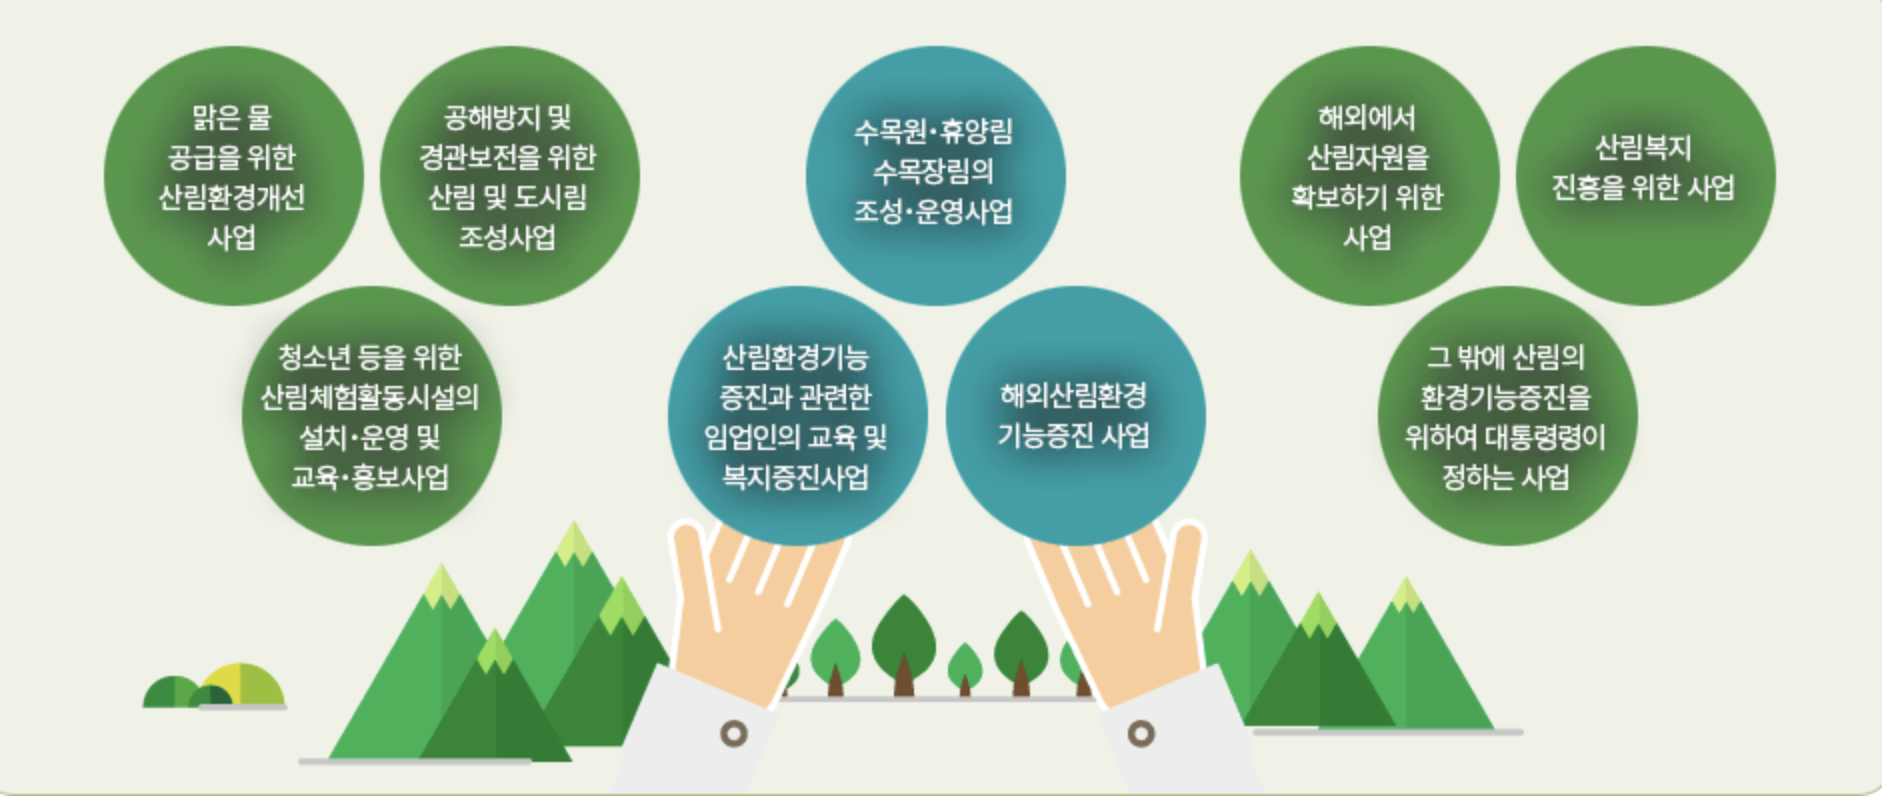 맑은 물
공급을 위한
산림환경개선
사업
공해방지 및
경관보전을 위한
산림 및 도시림
조성사업
청소년 등을 위한
산림체험활동시설의
설치·운영 및
교육·홍보사업
수목원·휴양림
수목장림의
조성·운영사업
산림환경기능
증진과 관련한
임업인의 교육 및
복지증진사업
해외산림환경
기능증진 사업
해외에서
산림자원을
확보하기 위한
사업
산림복지
진흥을 위한 사업
그 밖에 산림의
환경기능증진을
위하여 대통령령이
정하는 사업